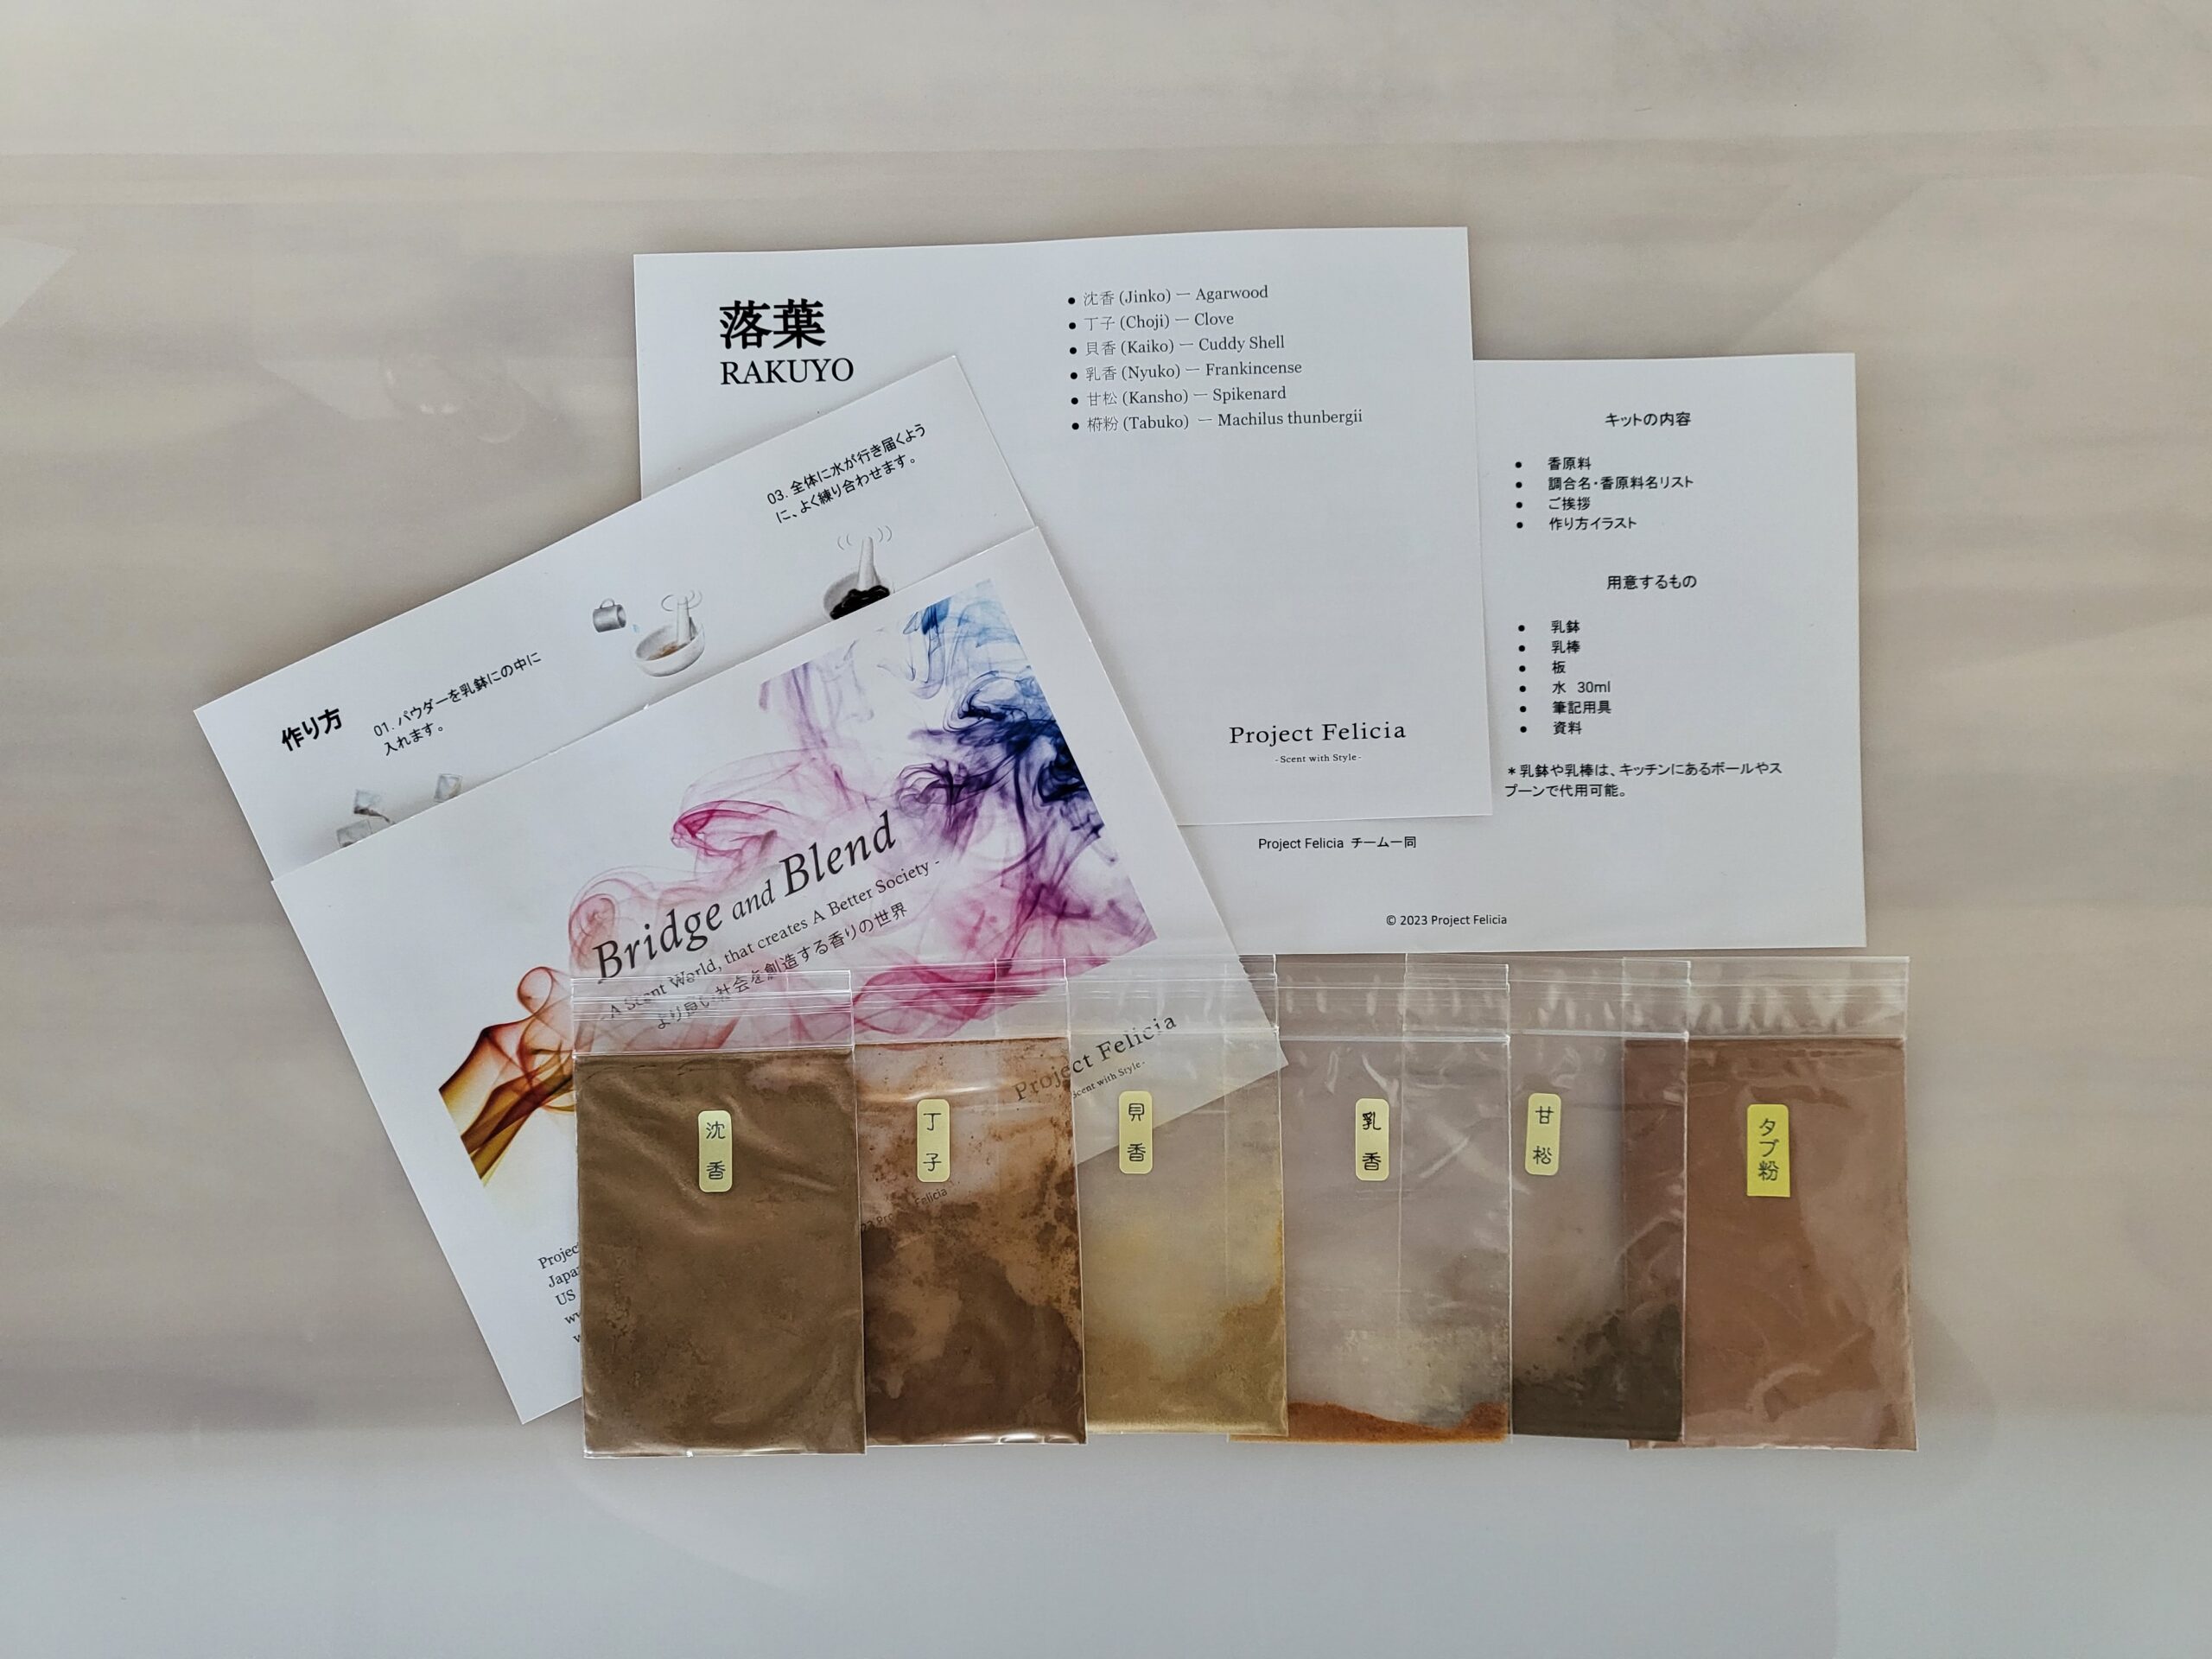 落葉
RAKUYO
● 沈香 (Jinko) — Agarwood
● 丁子 (Choji) — Clove
● 貝香 (Kaiko) — Cuddy Shell
● 乳香 (Nyuko) — Frankincense
● 甘松 (Kansho) — Spikenard
● 椨粉 (Tabuko) — Machilus thunbergii
Project Felicia
- Scent with Style -
キットの内容
● 香原料
● 調合名・香原料名リスト
● ご挨拶
● 作り方イラスト
用意するもの
● 乳鉢
● 乳棒
● 板
● 水 30ml
● 筆記用具
● 資料
＊乳鉢や乳棒は、キッチンにあるボールやス
プーンで代用可能。
Project Felicia チーム一同
© 2023 Project Felicia
作り方
01. パウダーを乳鉢にの中に
入れます。
03. 全体に水が行き届くよう
に、よく練り合わせます。
Bridge and Blend
- A Scent World, that creates A Better Society -
より良い社会を創造する香りの世界
Project Felicia
Scent with Style -
Projec
Japa
US
Felicia
沈香
丁子
貝香
乳香
甘松
タブ粉